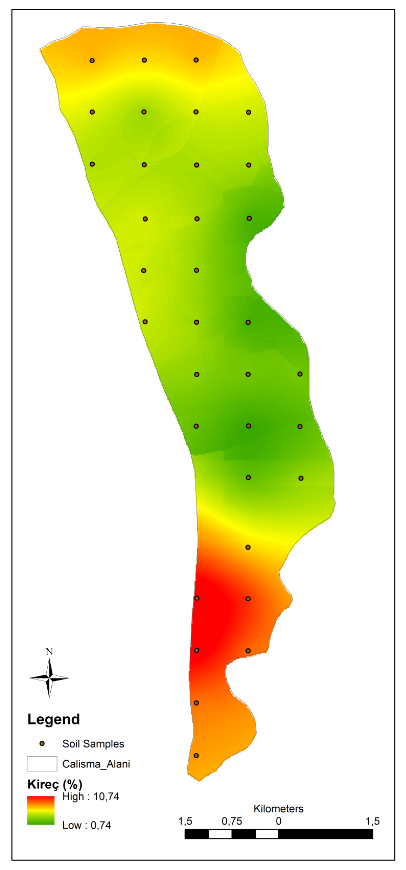 N
Legend
Soil Samples
Calisma_Alani
Kireç (%)
High : 10,74
Low : 0,74
Kilometers
1,5 0,75 0 1,5